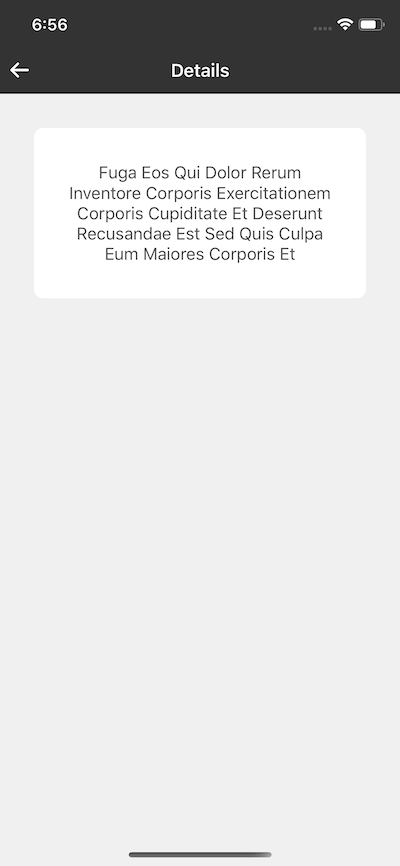 6:56
Details
Fuga Eos Qui Dolor Rerum
Inventore Corporis Exercitationem
Corporis Cupiditate Et Deserunt
Recusandae Est Sed Quis Culpa
Eum Maiores Corporis Et